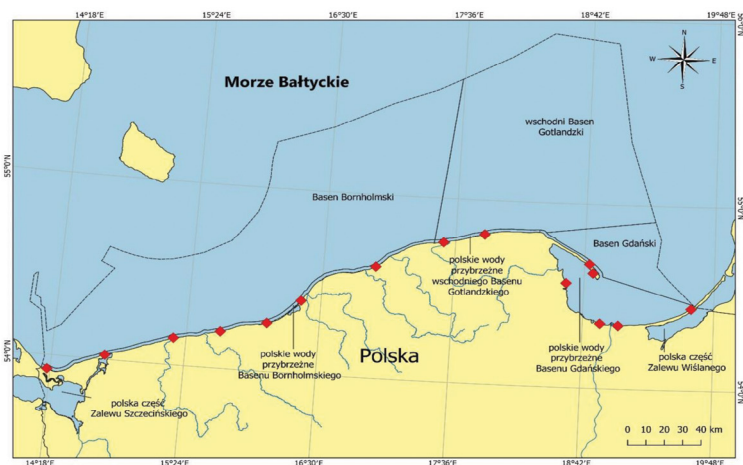 14°18'E 15°24'E 16°30'E 17°36'E 18°42'E 19°48'E
N
W E
S
Morze Bałtyckie
wschodni Basen
Gotlandzki
55°0'N
Basen Bornholmski
55°0'N
Basen Gdański
polskie wody
przybrzeżne
wschodniego Basenu
Gotlandzkiego
54°0'N
polskie wody
przybrzeżne
Basenu Bornholmskiego
Polska
polskie wody
przybrzeżne
Basenu Gdańskiego
polska część
Zalewu Wiślanego
54°0'N
polska część
Zalewu Szczecińskiego
0 10 20 30 40 km
14°18'E 15°24'E 16°30'E 17°36'E 18°42'E 19°48'E